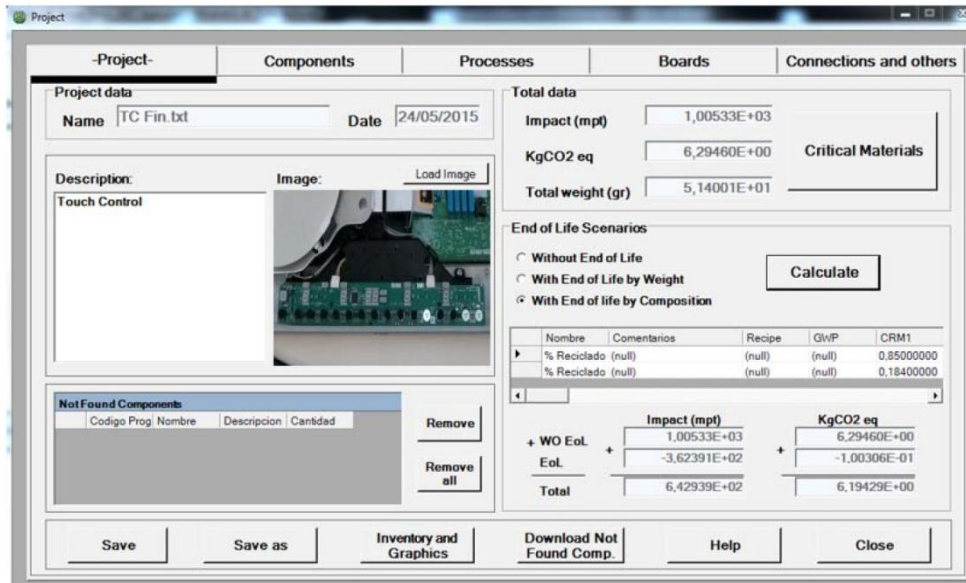 Project
-Project-
Components
Processes
Boards
Connections and others
Project data
Name TC Fin.txt Date 24/05/2015
Description:
Image:
Load Image
Touch Control
Not Found Components
Codigo Prog Nombre Descripcion Cantidad
Remove
Remove
all
Total data
Impact (mpt) 1,00533E+03
KgCO2 eq 6,29460E+00
Total weight (gr) 5,14001E+01
Critical Materials
End of Life Scenarios
Without End of Life
With End of Life by Weight
With End of life by Composition
Calculate
Nombre Comentarios Recipe GWP CRM1
% Reciclado (null) (null) (null) 0,85000000
% Reciclado (null) (null) (null) 0,18400000
Impact (mpt) KgCO2 eq
+ WO EoL + 1,00533E+03 + 6,29460E+00
EoL -3,62391E+02 -1,00306E-01
Total 6,42939E+02 6,19429E+00
Save
Save as
Inventory and
Graphics
Download Not
Found Comp.
Help
Close